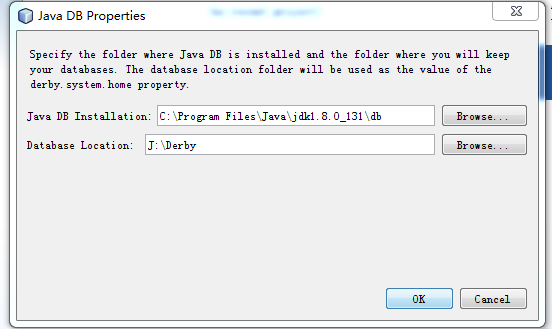 Java DB Properties
Specify the folder where Java DB is installed and the folder where you will keep
your databases. The database location folder will be used as the value of the
derby.system.home property.
Java DB Installation: C:\Program Files\Java\jdk1.8.0_131\db Browse...
Database Location: J:\Derby Browse...
OK Cancel